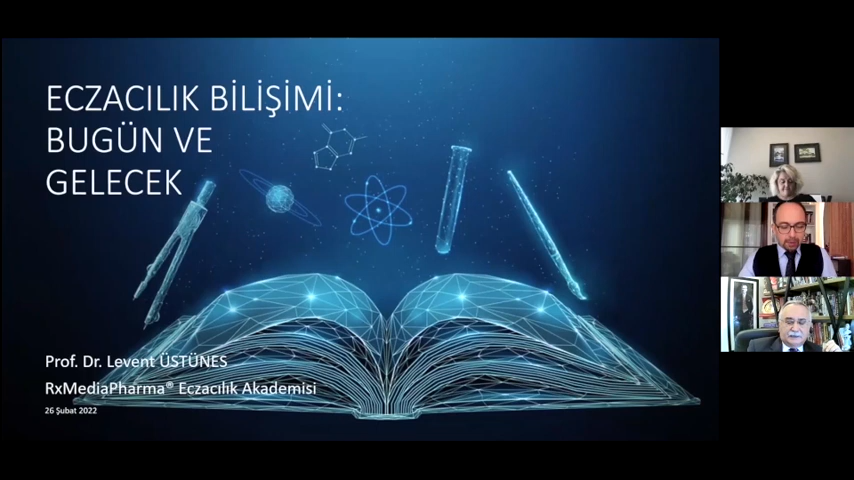 ECZACILIK BİLİŞİMİ:
BUGÜN VE
GELECEK
Prof. Dr. Levent ÜSTÜNES
RxMediaPharma® Eczacılık Akademisi
26 Şubat 2022